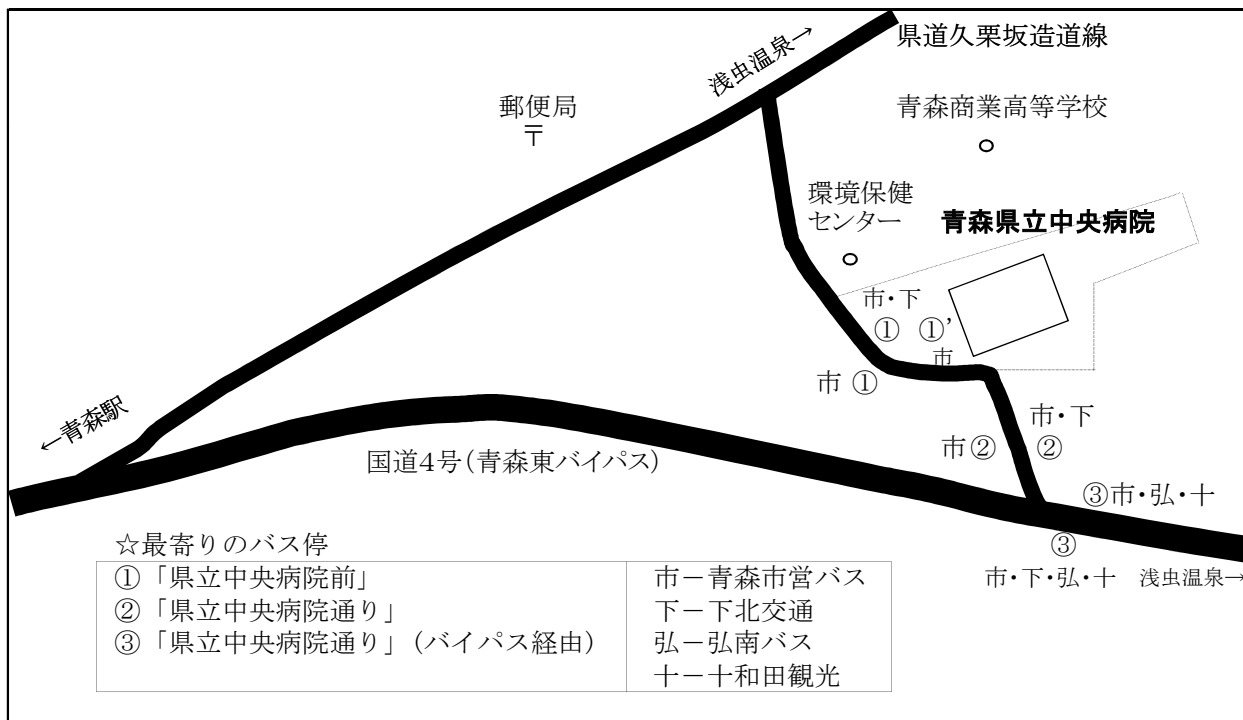 県道久栗坂造道線
浅虫温泉→
郵便局
〒
青森商業高等学校
環境保健
センター
青森県立中央病院
市・下
① ①’
市
市 ①
←青森駅
市・下
市② ②
国道4号(青森東バイパス)
③市・弘・十
③
市・下・弘・十 浅虫温泉→
☆最寄りのバス停
①「県立中央病院前」 市－青森市営バス
②「県立中央病院通り」 下－下北交通
③「県立中央病院通り」(バイパス経由) 弘－弘南バス
十－十和田観光